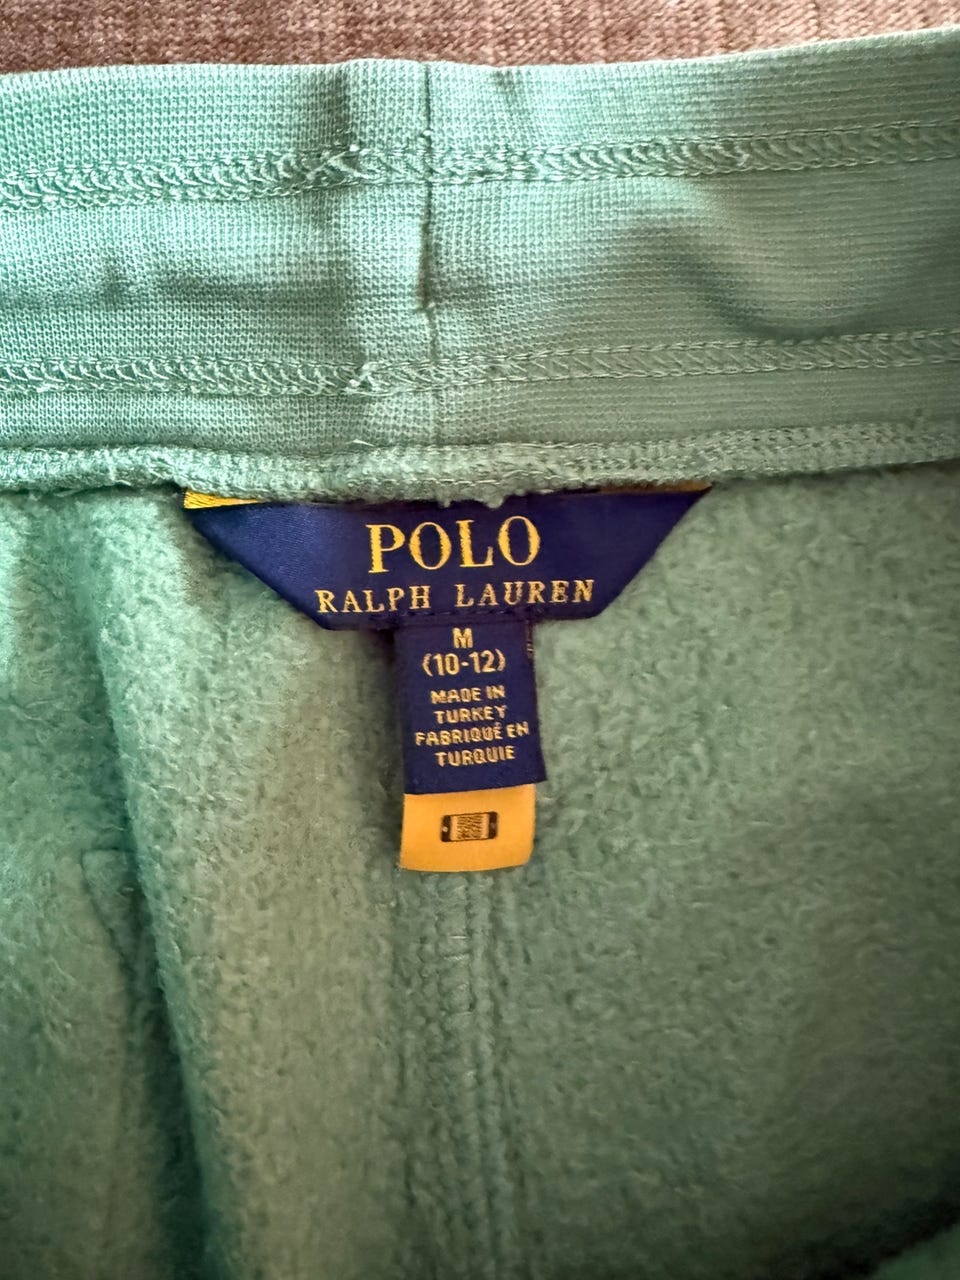 POLO
RALPH LAUREN
M
(10-12)
MADE IN
TURKEY
FABRIQUÉ EN
TURQUIE